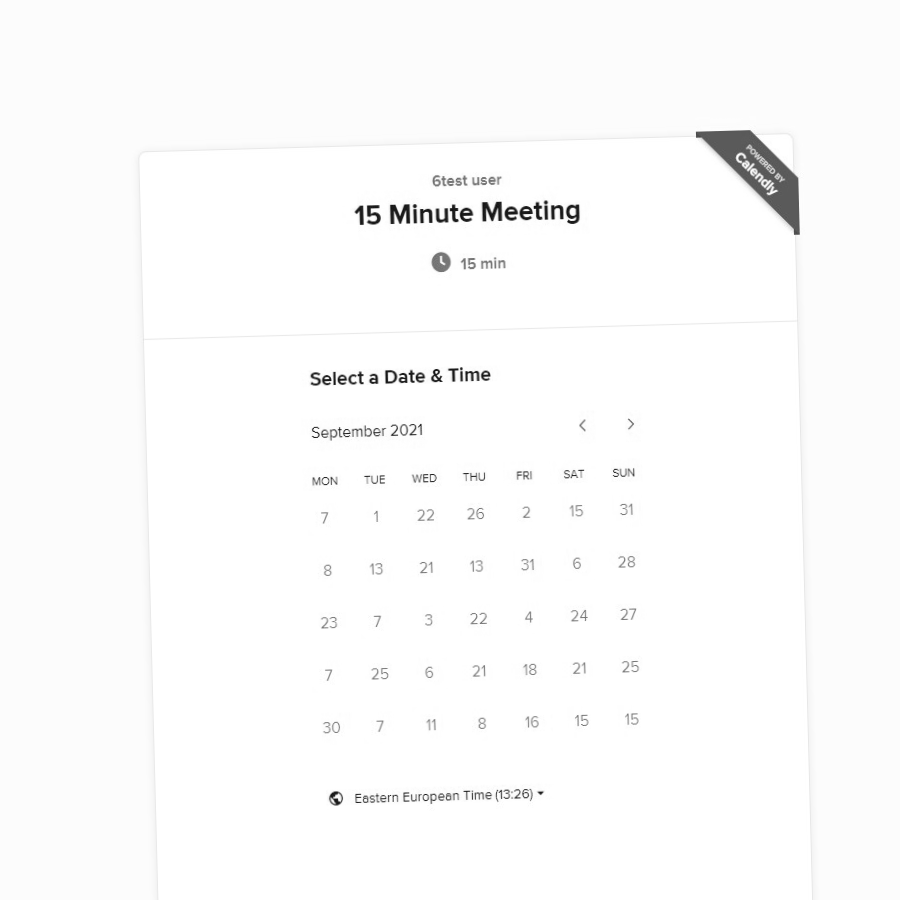 POWERED BY
Calendly
6test user
15 Minute Meeting
15 min
Select a Date & Time
September 2021
MON TUE WED THU FRI SAT SUN
7 1 22 26 2 15 31
8 13 21 13 31 6 28
23 7 3 22 4 24 27
7 25 6 21 18 21 25
30 7 11 8 16 15 15
Eastern European Time (13:26)